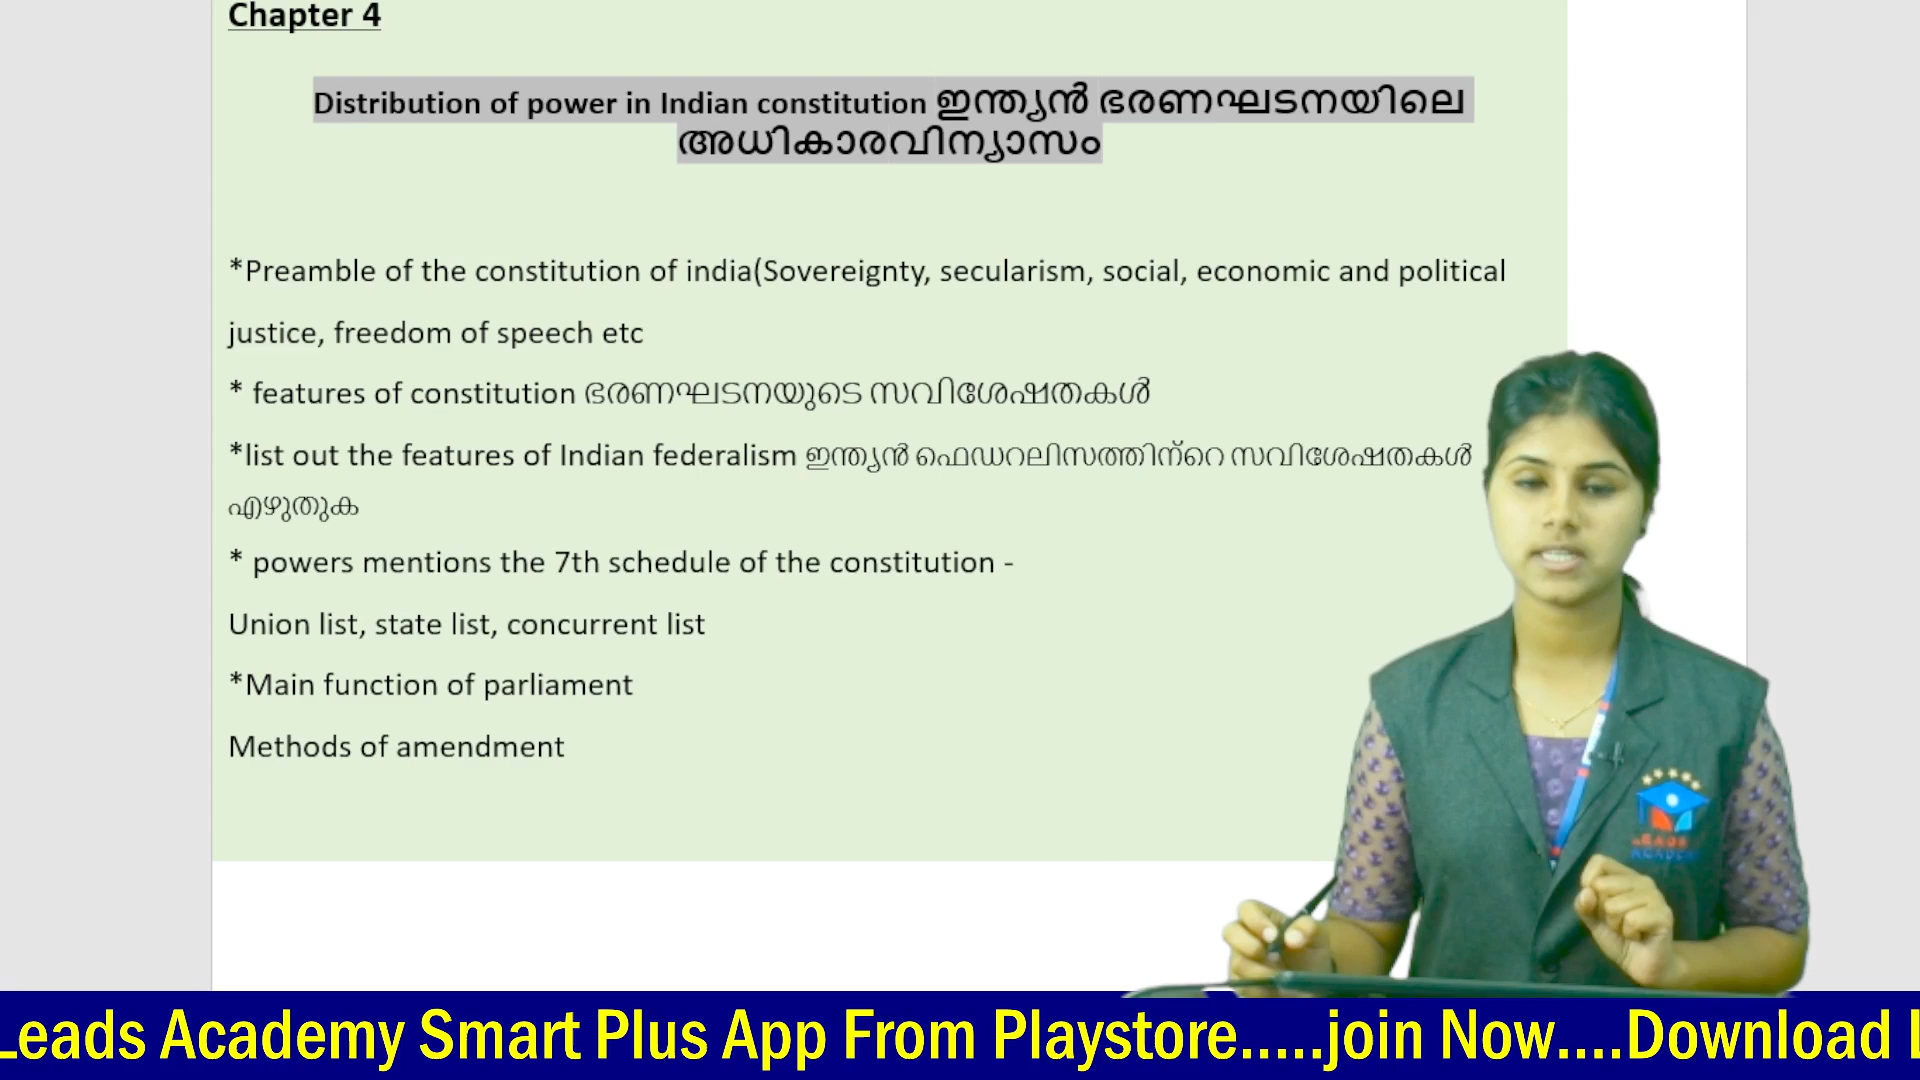 Chapter 4
Distribution of power in Indian constitution ഇന്ത്യൻ ഭരണഘടനയിലെ
അധികാരവിന്യാസം
*Preamble of the constitution of india(Sovereignty, secularism, social, economic and political
justice, freedom of speech etc
* features of constitution ഭരണഘടനയുടെ സവിശേഷതകൾ
*list out the features of Indian federalism ഇന്ത്യൻ ഫെഡറലിസത്തിന്റെ സവിശേഷതകൾ
എഴുതുക
* powers mentions the 7th schedule of the constitution -
Union list, state list, concurrent list
*Main function of parliament
Methods of amendment
LEADS
ACADEMY
Leads Academy Smart Plus App From Playstore.....join Now....Download